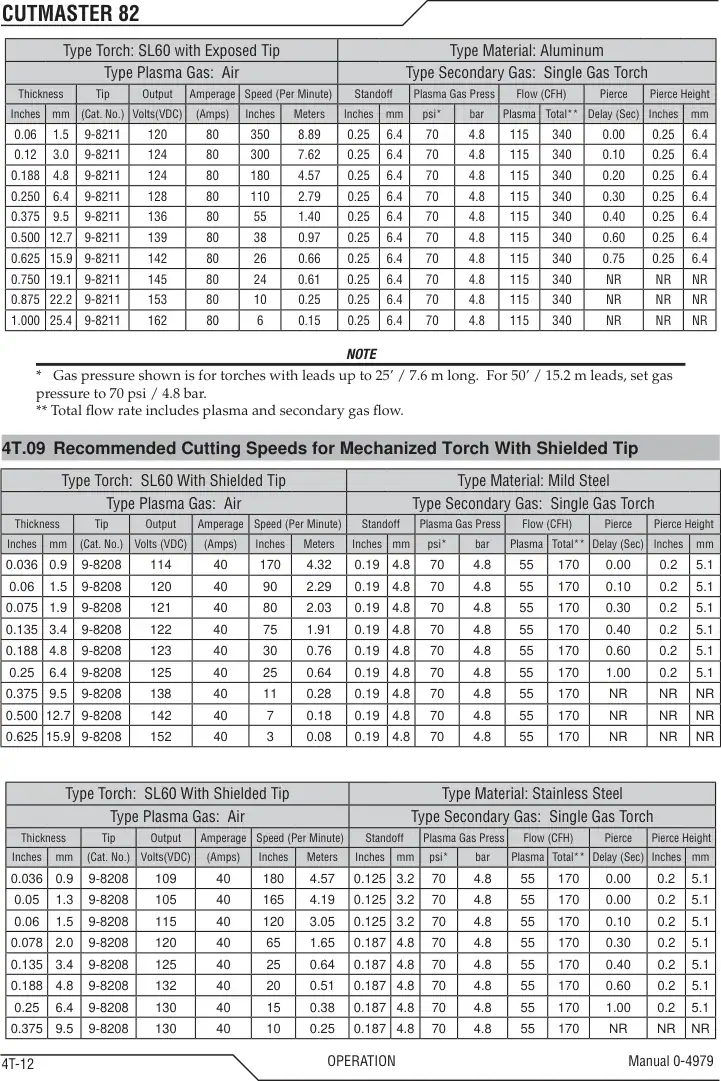 CUTMASTER 82
Type Torch: SL60 with Exposed Tip Type Material: Aluminum
Type Plasma Gas: Air Type Secondary Gas: Single Gas Torch
Thickness Tip Output Amperage Speed (Per Minute) Standoff Plasma Gas Press Flow (CFH) Pierce Pierce Height
Inches mm (Cat. No.) Volts(VDC) (Amps) Inches Meters Inches mm psi* bar Plasma Total** Delay (Sec) Inches mm
0.06 1.5 9-8211 120 80 350 8.89 0.25 6.4 70 4.8 115 340 0.00 0.25 6.4
0.12 3.0 9-8211 124 80 300 7.62 0.25 6.4 70 4.8 115 340 0.10 0.25 6.4
0.188 4.8 9-8211 124 80 180 4.57 0.25 6.4 70 4.8 115 340 0.20 0.25 6.4
0.250 6.4 9-8211 128 80 110 2.79 0.25 6.4 70 4.8 115 340 0.30 0.25 6.4
0.375 9.5 9-8211 136 80 55 1.40 0.25 6.4 70 4.8 115 340 0.40 0.25 6.4
0.500 12.7 9-8211 139 80 38 0.97 0.25 6.4 70 4.8 115 340 0.60 0.25 6.4
0.625 15.9 9-8211 142 80 26 0.66 0.25 6.4 70 4.8 115 340 0.75 0.25 6.4
0.750 19.1 9-8211 145 80 24 0.61 0.25 6.4 70 4.8 115 340 NR NR NR
0.875 22.2 9-8211 153 80 10 0.25 0.25 6.4 70 4.8 115 340 NR NR NR
1.000 25.4 9-8211 162 80 6 0.15 0.25 6.4 70 4.8 115 340 NR NR NR
NOTE
* Gas pressure shown is for torches with leads up to 25’ / 7.6 m long. For 50’ / 15.2 m leads, set gas
pressure to 70 psi / 4.8 bar.
** Total flow rate includes plasma and secondary gas flow.
4T.09 Recommended Cutting Speeds for Mechanized Torch With Shielded Tip
Type Torch: SL60 With Shielded Tip Type Material: Mild Steel
Type Plasma Gas: Air Type Secondary Gas: Single Gas Torch
Thickness Tip Output Amperage Speed (Per Minute) Standoff Plasma Gas Press Flow (CFH) Pierce Pierce Height
Inches mm (Cat. No.) Volts (VDC) (Amps) Inches Meters Inches mm psi* bar Plasma Total** Delay (Sec) Inches mm
0.036 0.9 9-8208 114 40 170 4.32 0.19 4.8 70 4.8 55 170 0.00 0.2 5.1
0.06 1.5 9-8208 120 40 90 2.29 0.19 4.8 70 4.8 55 170 0.10 0.2 5.1
0.075 1.9 9-8208 121 40 80 2.03 0.19 4.8 70 4.8 55 170 0.30 0.2 5.1
0.135 3.4 9-8208 122 40 75 1.91 0.19 4.8 70 4.8 55 170 0.40 0.2 5.1
0.188 4.8 9-8208 123 40 30 0.76 0.19 4.8 70 4.8 55 170 0.60 0.2 5.1
0.25 6.4 9-8208 125 40 25 0.64 0.19 4.8 70 4.8 55 170 1.00 0.2 5.1
0.375 9.5 9-8208 138 40 11 0.28 0.19 4.8 70 4.8 55 170 NR NR NR
0.500 12.7 9-8208 142 40 7 0.18 0.19 4.8 70 4.8 55 170 NR NR NR
0.625 15.9 9-8208 152 40 3 0.08 0.19 4.8 70 4.8 55 170 NR NR NR
Type Torch: SL60 With Shielded Tip Type Material: Stainless Steel
Type Plasma Gas: Air Type Secondary Gas: Single Gas Torch
Thickness Tip Output Amperage Speed (Per Minute) Standoff Plasma Gas Press Flow (CFH) Pierce Pierce Height
Inches mm (Cat. No.) Volts(VDC) (Amps) Inches Meters Inches mm psi* bar Plasma Total** Delay (Sec) Inches mm
0.036 0.9 9-8208 109 40 180 4.57 0.125 3.2 70 4.8 55 170 0.00 0.2 5.1
0.05 1.3 9-8208 105 40 165 4.19 0.125 3.2 70 4.8 55 170 0.00 0.2 5.1
0.06 1.5 9-8208 115 40 120 3.05 0.125 3.2 70 4.8 55 170 0.10 0.2 5.1
0.078 2.0 9-8208 120 40 65 1.65 0.187 4.8 70 4.8 55 170 0.30 0.2 5.1
0.135 3.4 9-8208 125 40 25 0.64 0.187 4.8 70 4.8 55 170 0.40 0.2 5.1
0.188 4.8 9-8208 132 40 20 0.51 0.187 4.8 70 4.8 55 170 0.60 0.2 5.1
0.25 6.4 9-8208 130 40 15 0.38 0.187 4.8 70 4.8 55 170 1.00 0.2 5.1
0.375 9.5 9-8208 130 40 10 0.25 0.187 4.8 70 4.8 55 170 NR NR NR
4T-12 OPERATION Manual 0-4979